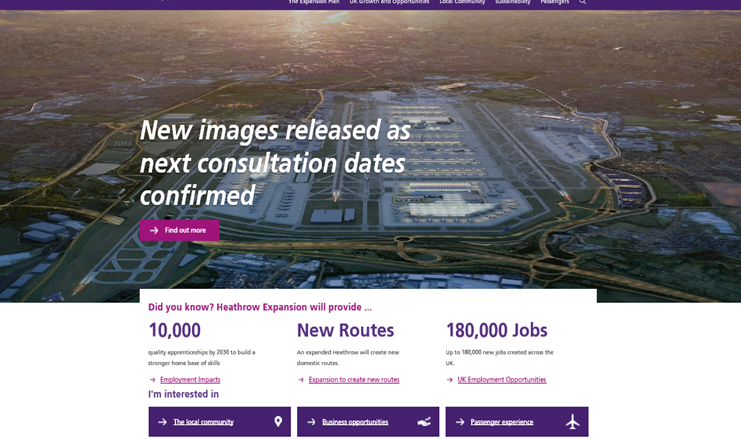 The Expansion Plan UK Growth and Opportunities Local Community Sustainability Passengers
New images released as
next consultation dates
confirmed
Find out more
Did you know? Heathrow Expansion will provide ...
10,000 New Routes 180,000 Jobs
quality apprenticeships by 2030 to build a An expanded Heathrow will create new Up to 180,000 new jobs created across the
stronger home base of skills domestic routes. UK.
Employment Impacts Expansion to create new routes UK Employment Opportunities
I'm interested in
The local community Business opportunities Passenger experience